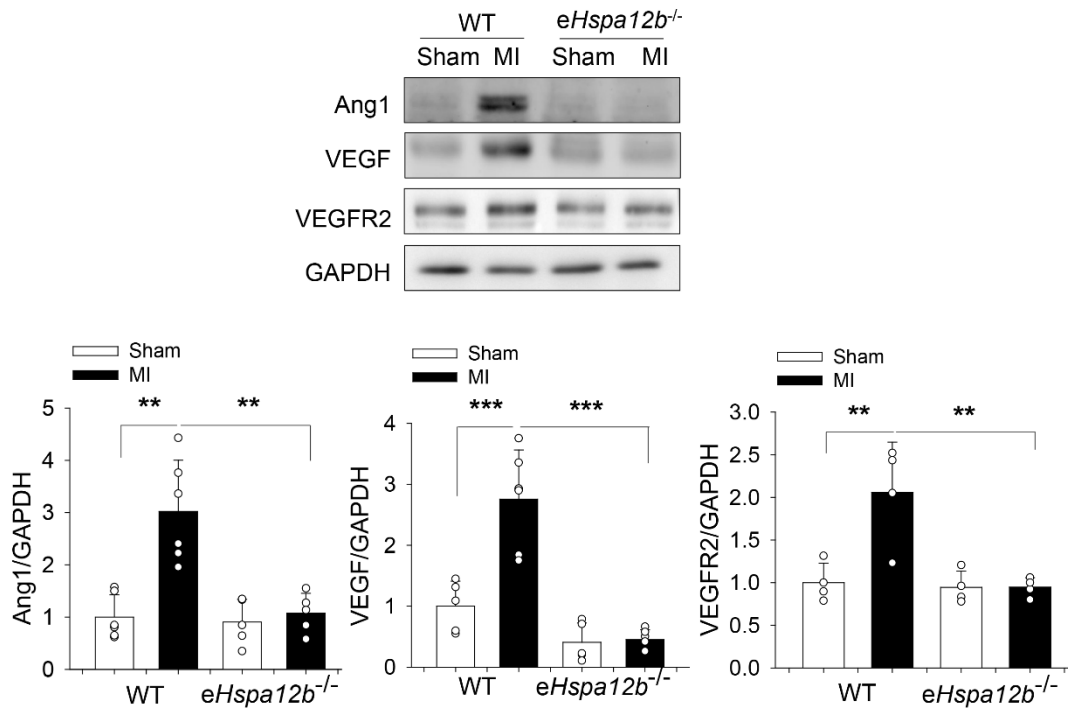 WT eHspa12b-/-
Sham MI Sham MI
Ang1
VEGF
VEGFR2
GAPDH
Sham
MI
** **
Ang1/GAPDH
5
4
3
2
1
0
WT eHspa12b-/-
Sham
MI
*** ***
VEGF/GAPDH
4
3
2
1
0
WT eHspa12b-/-
Sham
MI
** **
VEGFR2/GAPDH
3.0
2.5
2.0
1.5
1.0
0.5
0.0
WT eHspa12b-/-